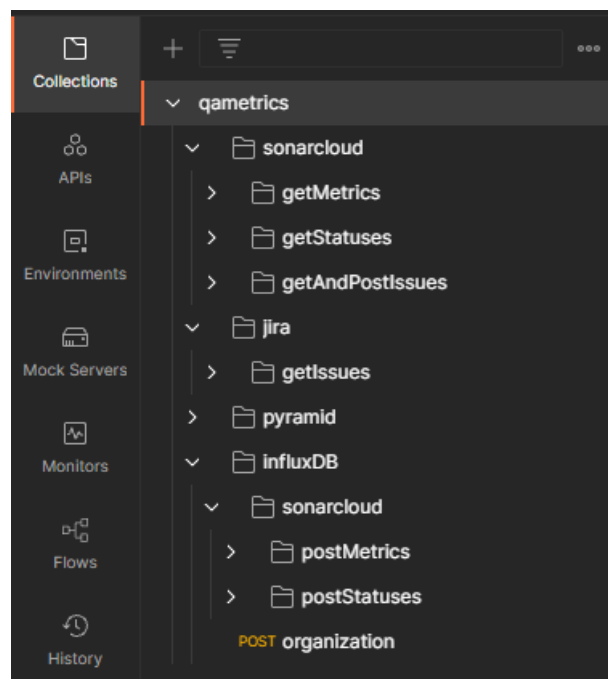 Collections
APIs
Environments
Mock Servers
Monitors
Flows
History
qametrics
sonarcloud
getMetrics
getStatuses
getAndPostIssues
jira
getIssues
pyramid
influxDB
sonarcloud
postMetrics
postStatuses
POST organization